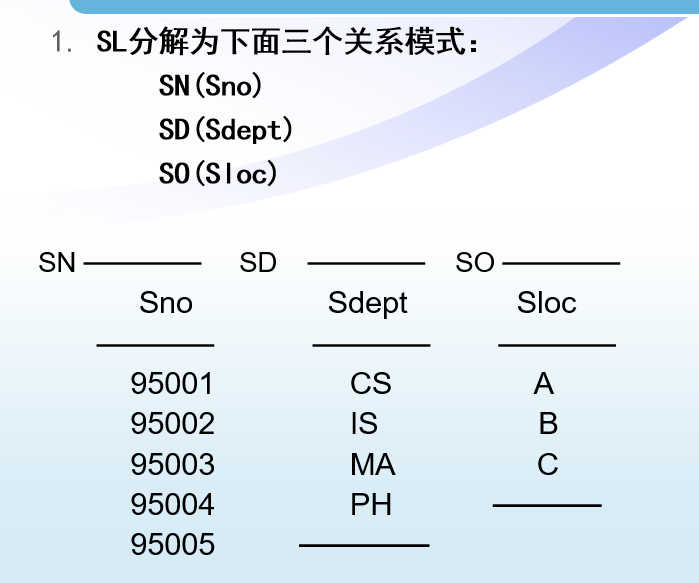 1. SL分解为下面三个关系模式：
SN(Sno)
SD(Sdept)
SO(Sloc)
SN SD SO
Sno Sdept Sloc
95001 CS A
95002 IS B
95003 MA C
95004 PH
95005